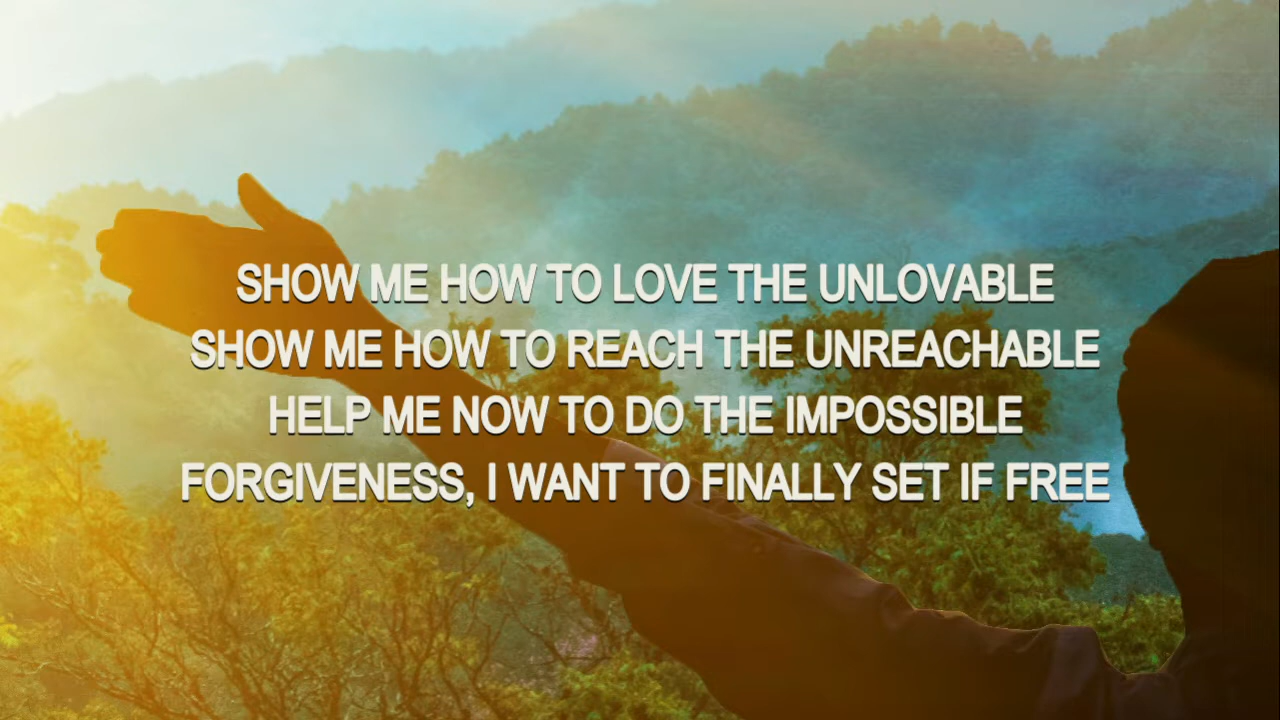 SHOW ME HOW TO LOVE THE UNLOVABLE
SHOW ME HOW TO REACH THE UNREACHABLE
HELP ME NOW TO DO THE IMPOSSIBLE
FORGIVENESS, I WANT TO FINALLY SET IF FREE